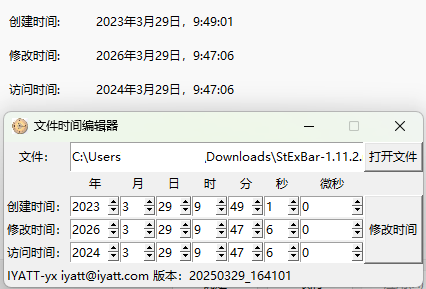 创建时间: 2023年3月29日，9:49:01
修改时间: 2026年3月29日，9:47:06
访问时间: 2024年3月29日，9:47:06
文件时间编辑器
文件: C:\Users ,Downloads\StExBar-1.11.2. 打开文件
年 月 日 时 分 秒 微秒
创建时间: 2023 3 29 9 49 1 0
修改时间: 2026 3 29 9 47 6 0 修改时间
访问时间: 2024 3 29 9 47 6 0
IYATT-yx iyatt@iyatt.com 版本: 20250329_164101